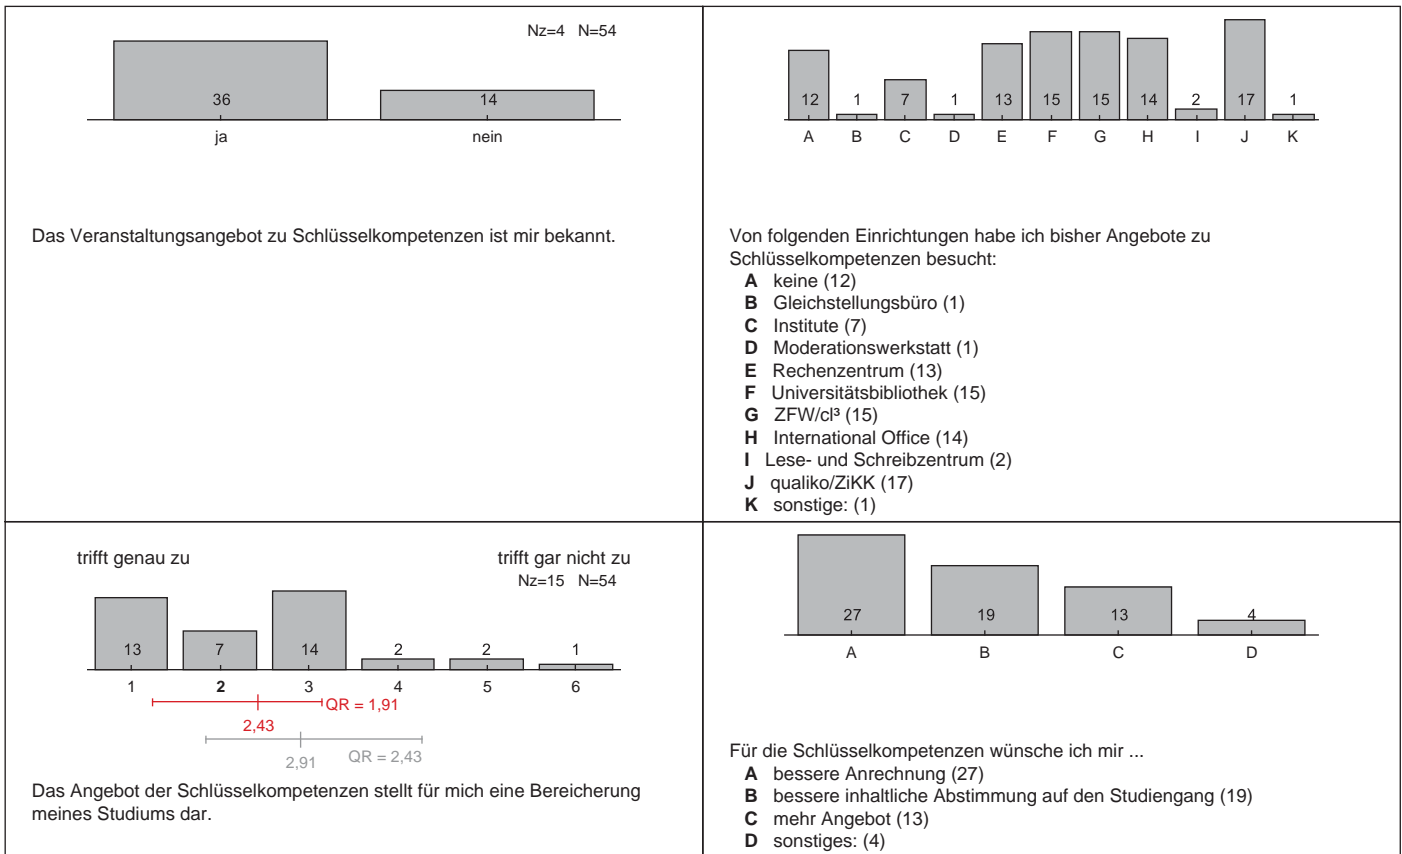 Nz=4 N=54
36
14
ja
nein
Das Veranstaltungsangebot zu Schlüsselkompetenzen ist mir bekannt.
12
1
7
1
13
15
15
14
2
17
1
A
B
C
D
E
F
G
H
I
J
K
Von folgenden Einrichtungen habe ich bisher Angebote zu
Schlüsselkompetenzen besucht:
A keine (12)
B Gleichstellungsbüro (1)
C Institute (7)
D Moderationswerkstatt (1)
E Rechenzentrum (13)
F Universitätsbibliothek (15)
G ZFW/cl³ (15)
H International Office (14)
I Lese- und Schreibzentrum (2)
J qualiko/ZiKK (17)
K sonstige: (1)
trifft genau zu
trifft gar nicht zu
Nz=15 N=54
13
7
14
2
2
1
1
2
3
4
5
6
QR = 1,91
2,43
QR = 2,43
2,91
Das Angebot der Schlüsselkompetenzen stellt für mich eine Bereicherung
meines Studiums dar.
27
19
13
4
A
B
C
D
Für die Schlüsselkompetenzen wünsche ich mir ...
A bessere Anrechnung (27)
B bessere inhaltliche Abstimmung auf den Studiengang (19)
C mehr Angebot (13)
D sonstiges: (4)